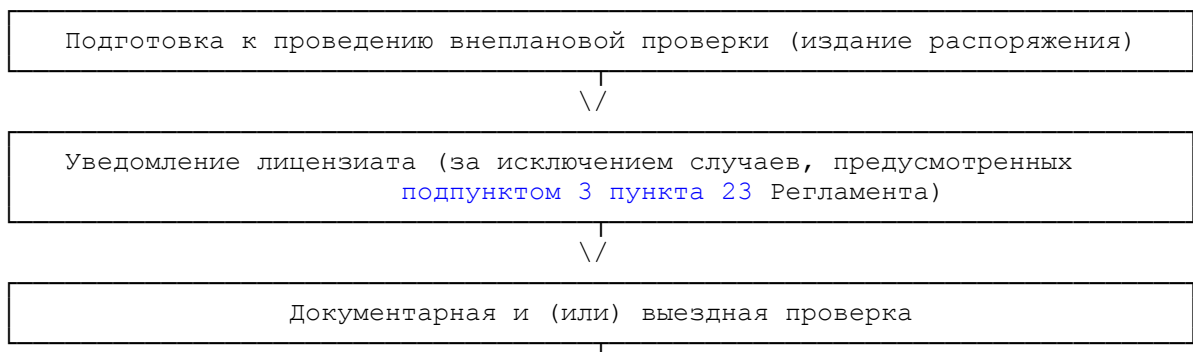 Подготовка к проведению внеплановой проверки (издание распоряжения)
\/
Уведомление лицензиата (за исключением случаев, предусмотренных
подпунктом 3 пункта 23 Регламента)
\/
Документарная и (или) выездная проверка